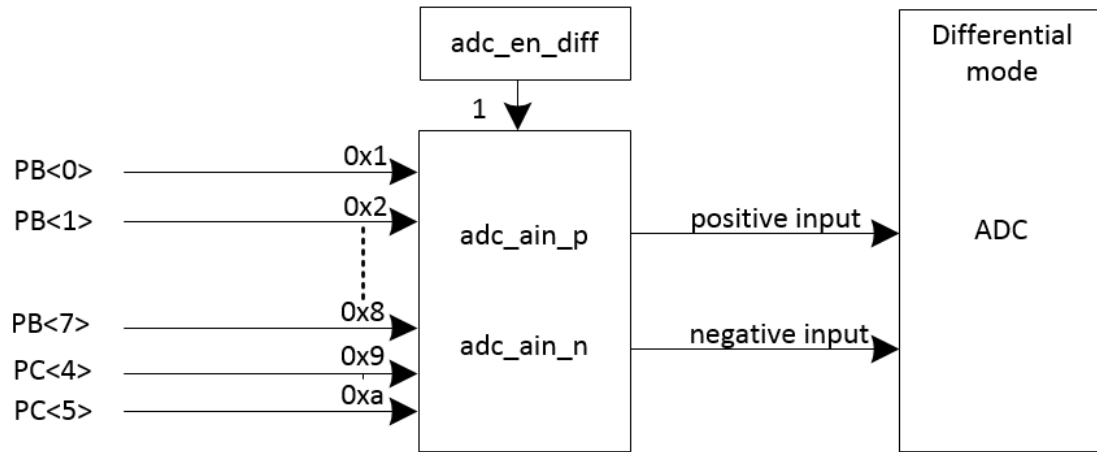 adc_en_diff
Differential
mode
1
PB<0>
0x1
PB<1>
0x2
positive input
adc_ain_p
ADC
PB<7>
0x8
negative input
adc_ain_n
PC<4>
0x9
PC<5>
0xa